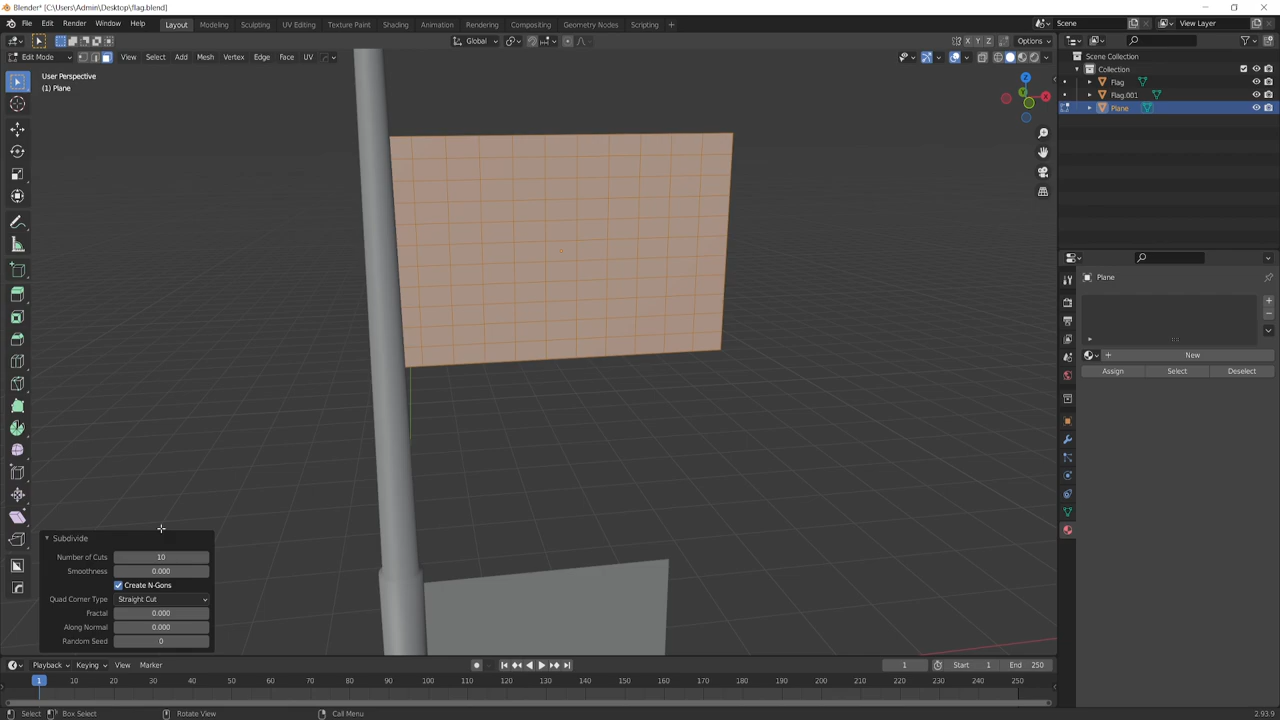 Blender* [C:\Users\Admin\Desktop\flag.blend]
File Edit Render Window Help Layout Modeling Sculpting UV Editing Texture Paint Shading Animation Rendering Compositing Geometry Nodes Scripting + Scene View Layer
Global X Y Z Options
Edit Mode View Select Add Mesh Vertex Edge Face UV
User Perspective
(1) Plane
Z
X
Y
Scene Collection
Collection
Flag
Flag.001
Plane
Plane
New
Assign Select Deselect
Subdivide
Number of Cuts 10
Smoothness 0.000
Create N-Gons
Quad Corner Type Straight Cut
Fractal 0.000
Along Normal 0.000
Random Seed 0
Playback Keying View Marker 1 Start 1 End 250
1 10 20 30 40 50 60 70 80 90 100 110 120 130 140 150 160 170 180 190 200 210 220 230 240 250
Select Box Select Rotate View Call Menu 2.93.9